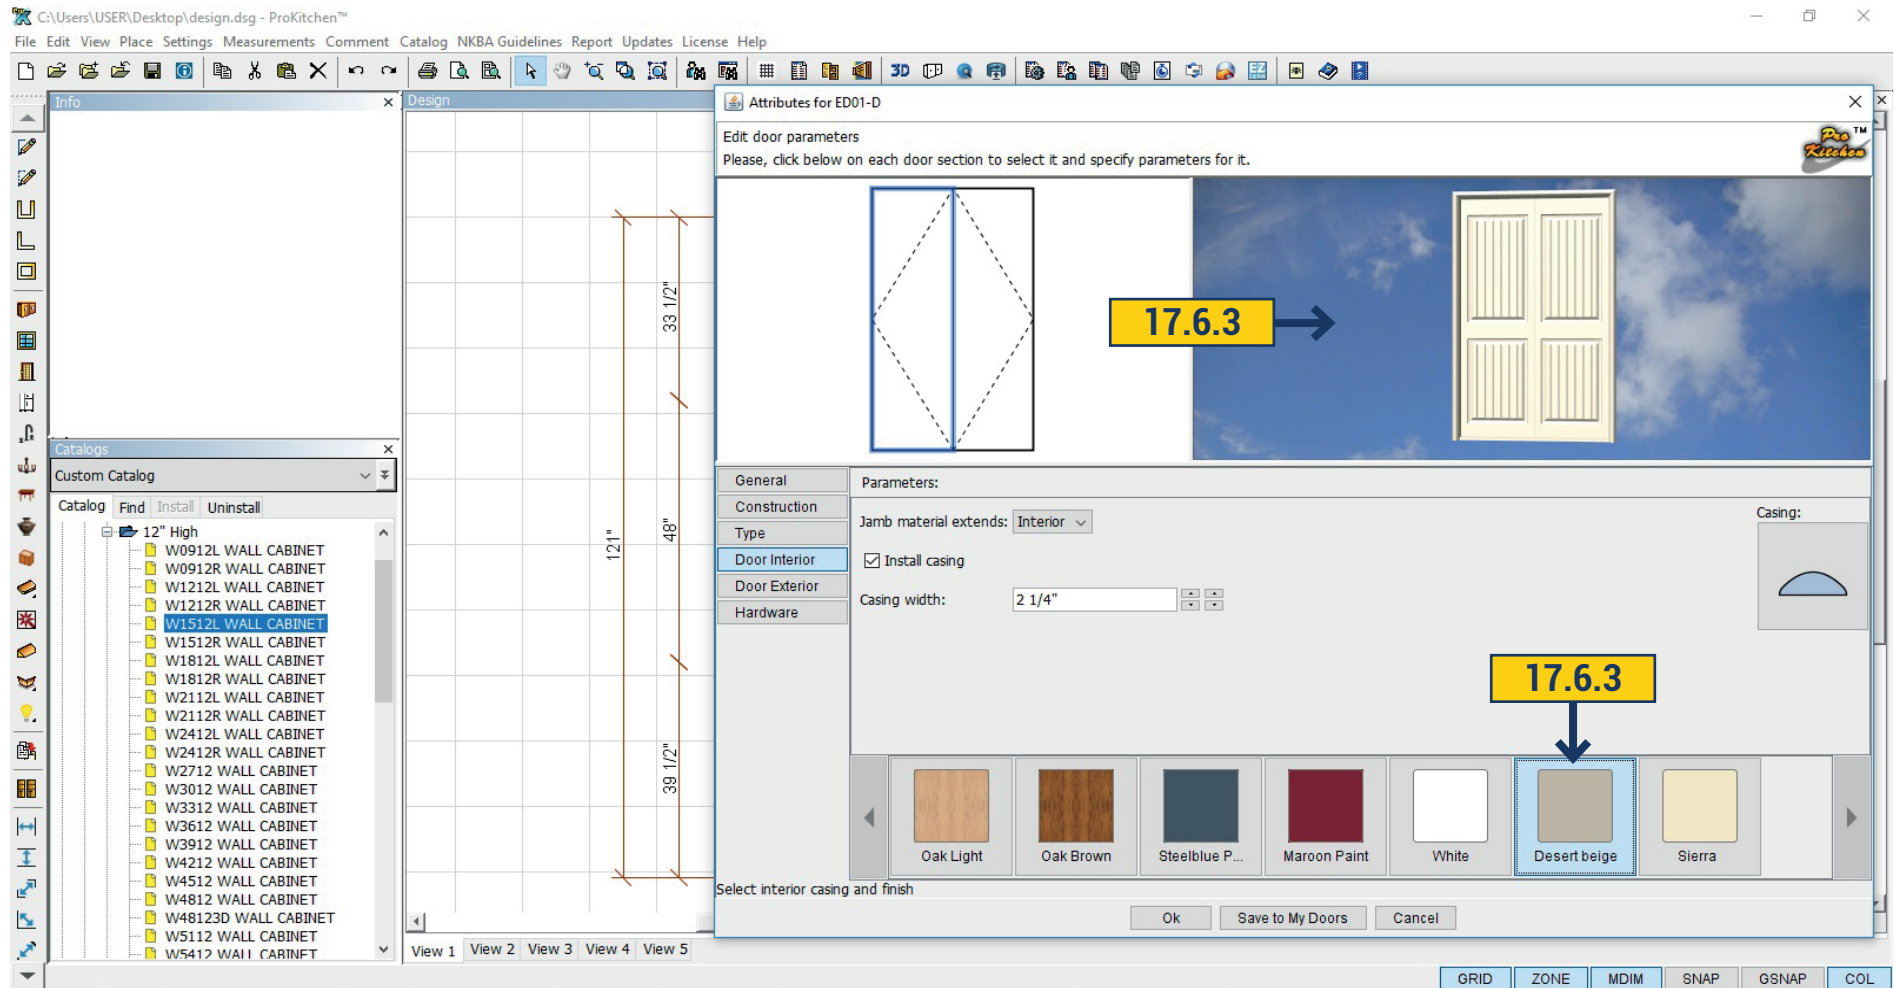 C:\Users\USER\Desktop\design.dsg - ProKitchen™
File Edit View Place Settings Measurements Comment Catalog NKBA Guidelines Report Updates License Help
3D
Info
Design
Attributes for ED01-D
Edit door parameters
Please, click below on each door section to select it and specify parameters for it.
Pro™
Kitchen
33 1/2"
48"
121"
39 1/2"
17.6.3
Catalogs
Custom Catalog
Catalog Find Install Uninstall
12" High
W0912L WALL CABINET
W0912R WALL CABINET
W1212L WALL CABINET
W1212R WALL CABINET
W1512L WALL CABINET
W1512R WALL CABINET
W1812L WALL CABINET
W1812R WALL CABINET
W2112L WALL CABINET
W2112R WALL CABINET
W2412L WALL CABINET
W2412R WALL CABINET
W2712 WALL CABINET
W3012 WALL CABINET
W3312 WALL CABINET
W3612 WALL CABINET
W3912 WALL CABINET
W4212 WALL CABINET
W4512 WALL CABINET
W4812 WALL CABINET
W48123D WALL CABINET
W5112 WALL CABINET
W5412 WALL CABINET
General
Construction
Type
Door Interior
Door Exterior
Hardware
Parameters:
Jamb material extends: Interior
Install casing
Casing width: 2 1/4"
Casing:
17.6.3
Oak Light
Oak Brown
Steelblue P...
Maroon Paint
White
Desert beige
Sierra
Select interior casing and finish
Ok
Save to My Doors
Cancel
View 1 View 2 View 3 View 4 View 5
GRID ZONE MDIM SNAP GSNAP COL